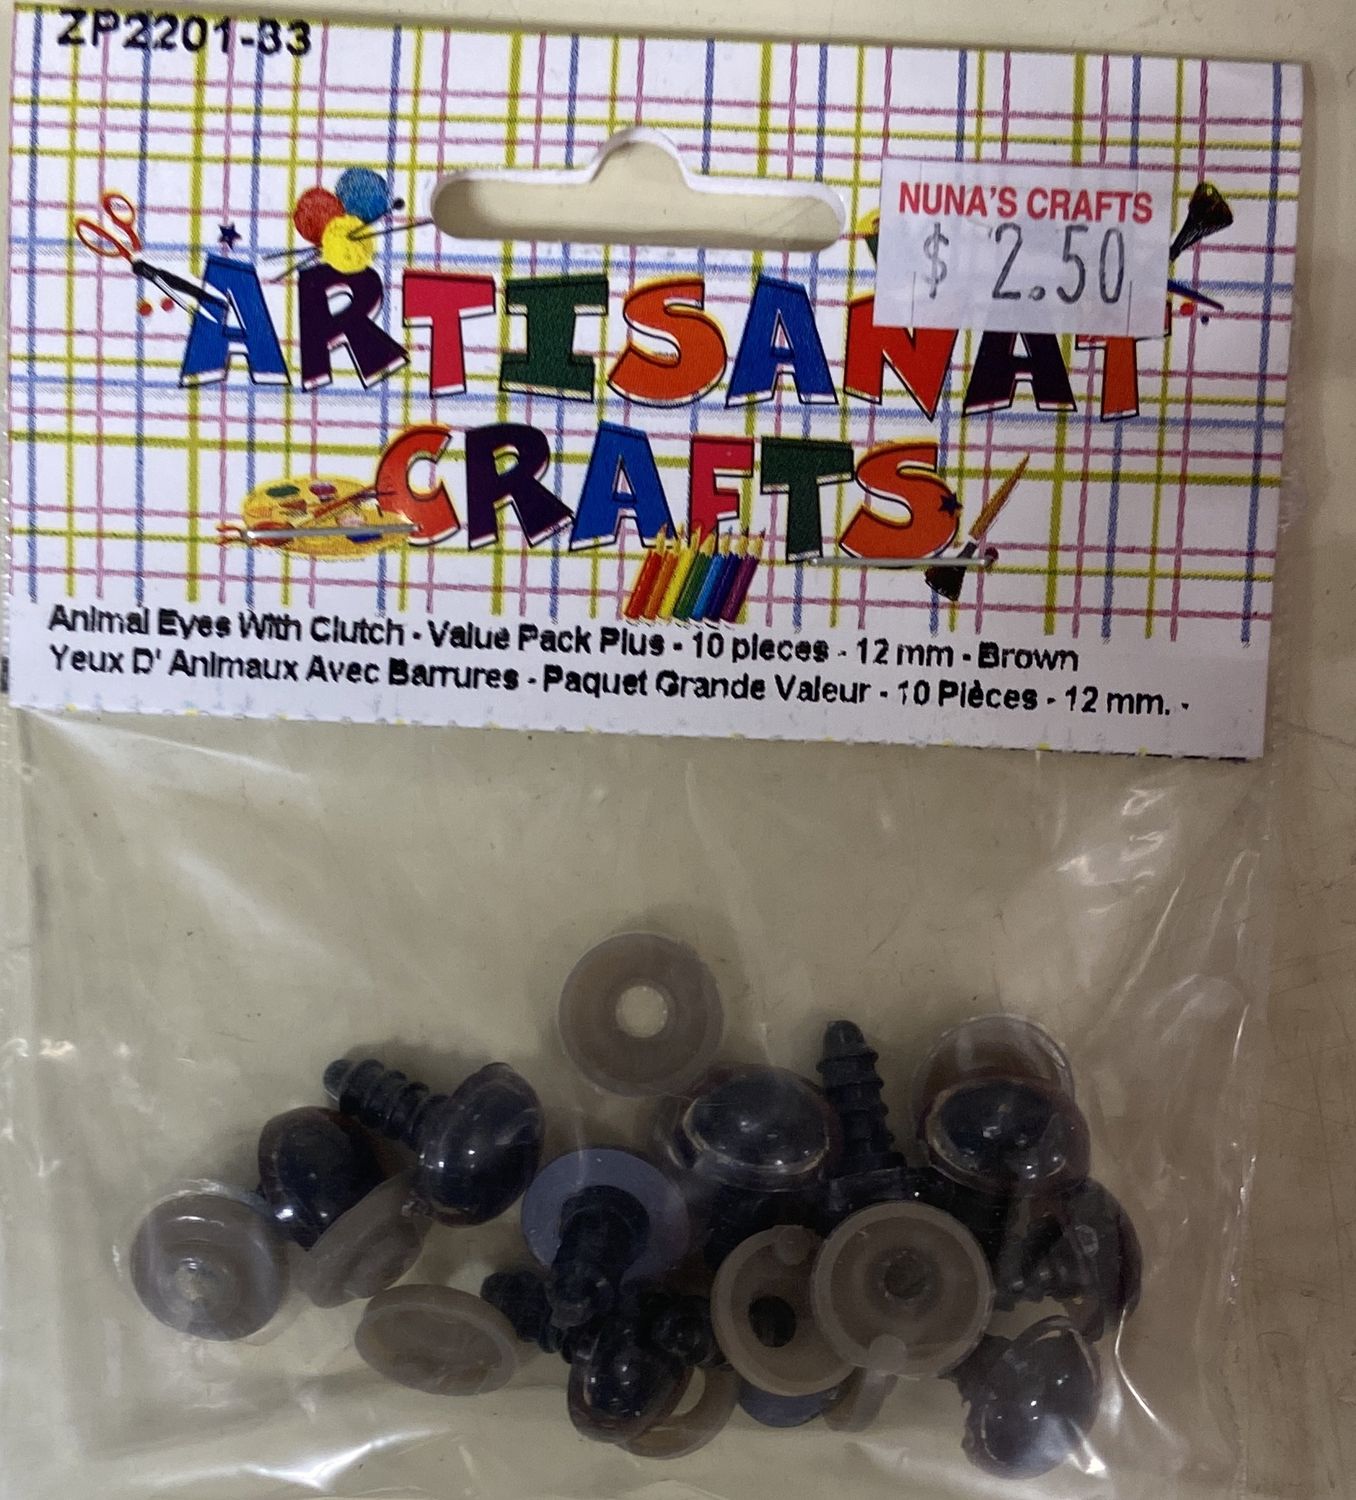 ZP2201-83
NUNA'S CRAFTS
$ 2.50
ARTISANAT
CRAFTS
Animal Eyes With Clutch - Value Pack Plus - 10 pieces - 12 mm - Brown
Yeux D' Animaux Avec Barrures - Paquet Grande Valeur - 10 Pièces - 12 mm. -